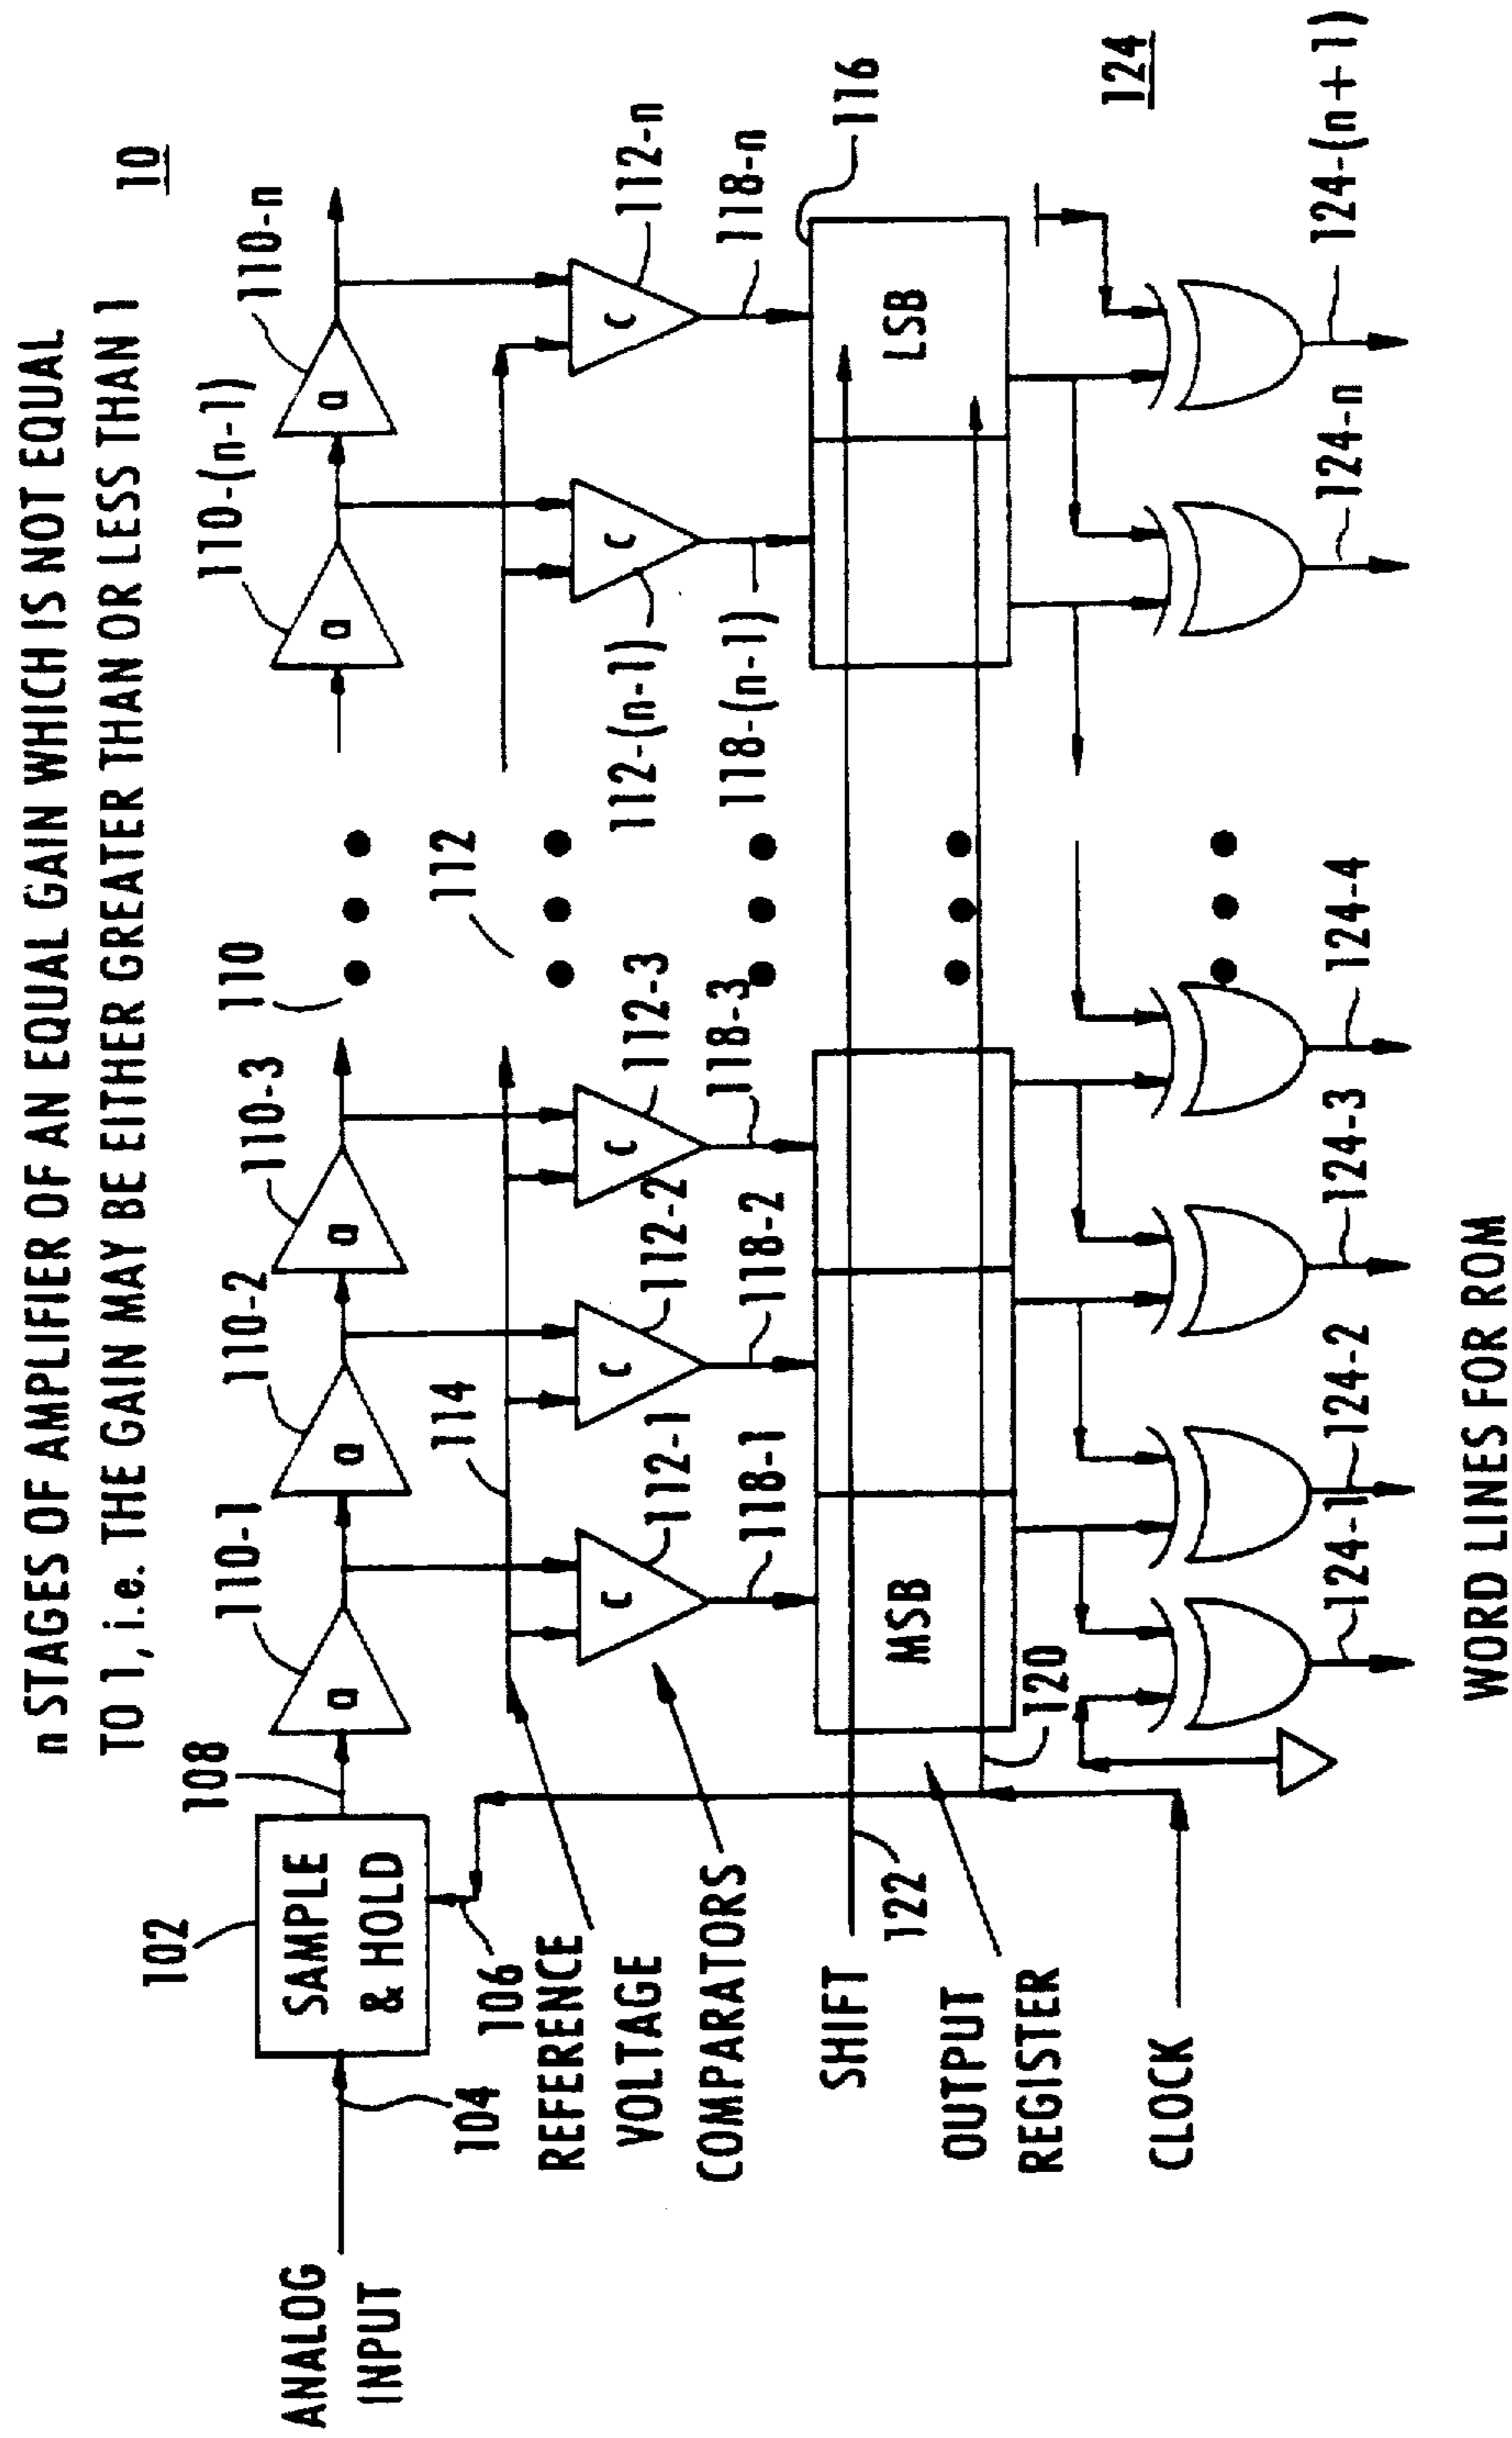 n STAGES OF AMPLIFIER OF AN EQUAL GAIN WHICH IS NOT EQUAL
TO 1, i.e. THE GAIN MAY BE EITHER GREATER THAN OR LESS THAN 1
10
102
SAMPLE
& HOLD
108
110-1
110-2
110-3
110
110-(n-1)
110-n
a
a
a
a
a
ANALOG
INPUT
104
106
REFERENCE
VOLTAGE
COMPARATORS
114
112
C
C
C
C
C
112-1
112-2
112-3
112-(n-1)
112-n
118-1
118-2
118-3
118-(n-1)
118-n
116
SHIFT
122
MSB
LSB
OUTPUT
REGISTER
120
CLOCK
124
124-1
124-2
124-3
124-4
124-n
124-(n+1)
WORD LINES FOR ROM